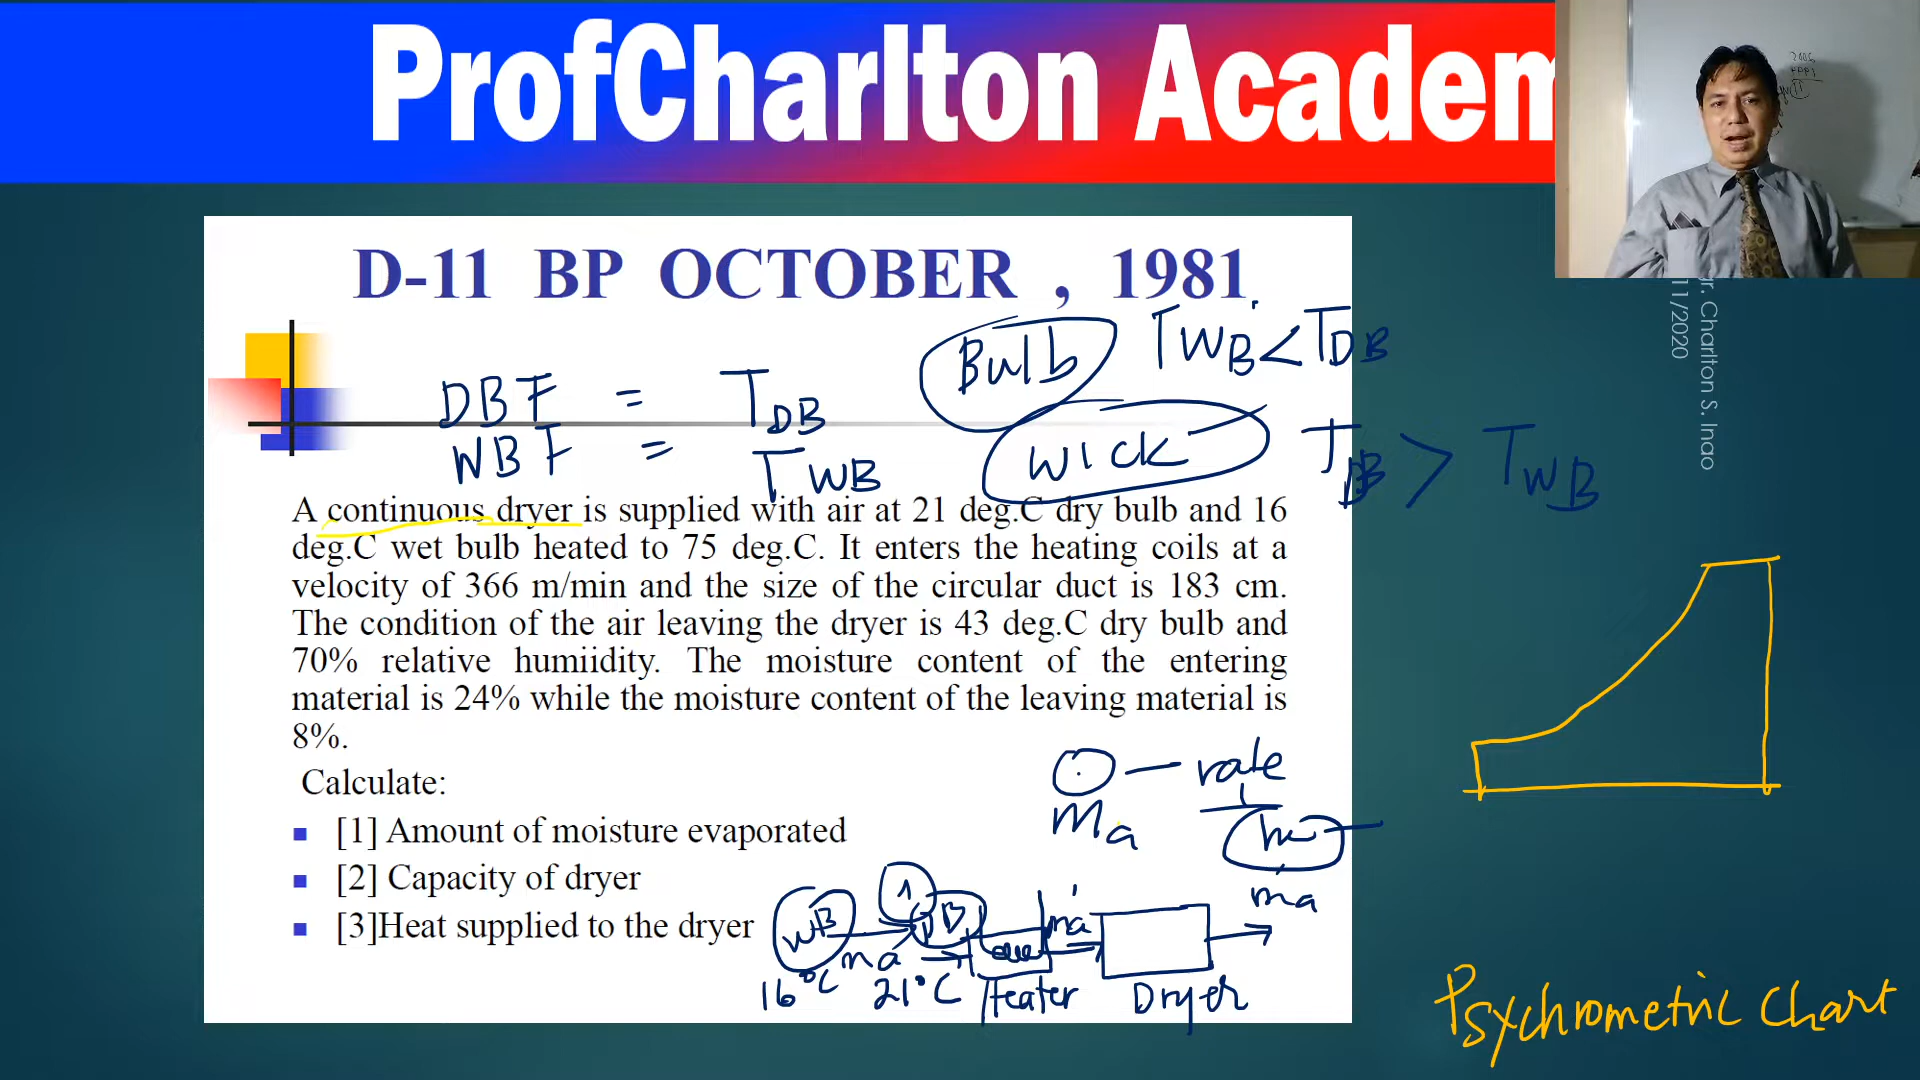 ProfCharlton Academ
D-11 BP OCTOBER , 1981
Bulb TWB < TDB
DBT = TDB
WBT = TWB
WICK TDB > TWB
gr. Charlton S. Inao
11/2020
A continuous dryer is supplied with air at 21 deg.C dry bulb and 16
deg.C wet bulb heated to 75 deg.C. It enters the heating coils at a
velocity of 366 m/min and the size of the circular duct is 183 cm.
The condition of the air leaving the dryer is 43 deg.C dry bulb and
70% relative humiidity. The moisture content of the entering
material is 24% while the moisture content of the leaving material is
8%.
Calculate:
[1] Amount of moisture evaporated
[2] Capacity of dryer
[3]Heat supplied to the dryer
rate
ma
1
WB DB
ma ma ma
16°C 21°C Heater Dryer
Psychrometric Chart